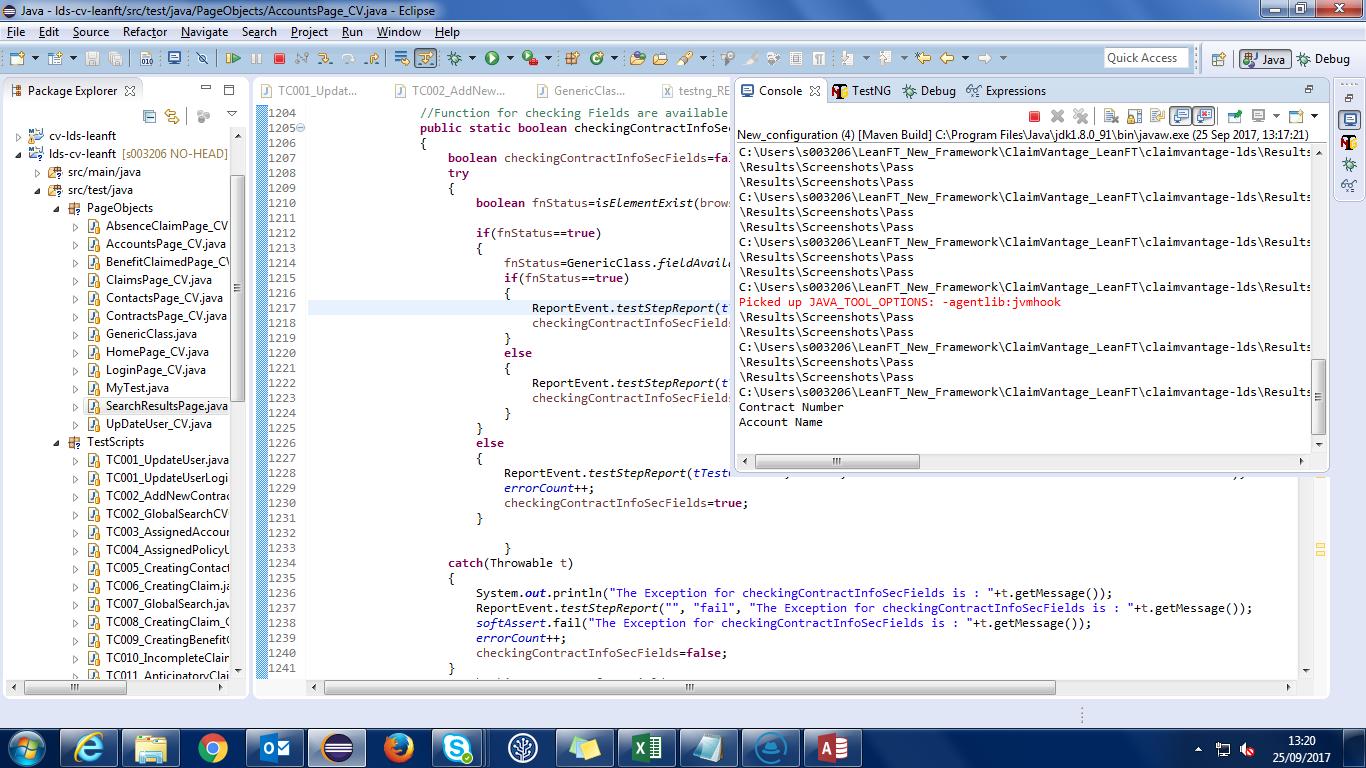 Java - lds-cv-leanft/src/test/java/PageObjects/AccountsPage_CV.java - Eclipse
File Edit Source Refactor Navigate Search Project Run Window Help
Quick Access
Java
Debug
Package Explorer
cv-lds-leanft
lds-cv-leanft [s003206 NO-HEAD]
src/main/java
src/test/java
PageObjects
AbsenceClaimPage_CV
AccountsPage_CV.java
BenefitClaimedPage_CV
ClaimsPage_CV.java
ContactsPage_CV.java
ContractsPage_CV.java
GenericClass.java
HomePage_CV.java
LoginPage_CV.java
MyTest.java
SearchResultsPage.java
UpDateUser_CV.java
TestScripts
TC001_UpdateUser.java
TC001_UpdateUserLogi
TC002_AddNewContra
TC002_GlobalSearchCV
TC003_AssignedAccour
TC004_AssignedPolicyU
TC005_CreatingContact
TC006_CreatingClaim.ja
TC007_GlobalSearch.jav
TC008_CreatingClaim_C
TC009_CreatingBenefitC
TC010_IncompleteClain
TC011_AnticipatoryClai
TC001_Updat...
TC002_AddNew...
GenericClas...
testng_RE
1204 //Function for checking Fields are available
1205 public static boolean checkingContractInfoSec
1206 {
1207 boolean checkingContractInfoSecFields=fal
1208 try
1209 {
1210 boolean fnStatus=isElementExist(brows
1211
1212 if(fnStatus==true)
1213 {
1214 fnStatus=GenericClass.fieldAvaila
1215 if(fnStatus==true)
1216 {
1217 ReportEvent.testStepReport(t
1218 checkingContractInfoSecFields
1219 }
1220 else
1221 {
1222 ReportEvent.testStepReport(t
1223 checkingContractInfoSecFields
1224 }
1225 }
1226 else
1227 {
1228 ReportEvent.testStepReport(tTest
1229 errorCount++;
1230 checkingContractInfoSecFields=true;
1231 }
1232
1233 }
1234 catch(Throwable t)
1235 {
1236 System.out.println("The Exception for checkingContractInfoSecFields is : "+t.getMessage());
1237 ReportEvent.testStepReport("", "fail", "The Exception for checkingContractInfoSecFields is : "+t.getMessage());
1238 softAssert.fail("The Exception for checkingContractInfoSecFields is : "+t.getMessage());
1239 errorCount++;
1240 checkingContractInfoSecFields=false;
1241 }
Console TestNG Debug Expressions
New_configuration (4) [Maven Build] C:\Program Files\Java\jdk1.8.0_91\bin\javaw.exe (25 Sep 2017, 13:17:21)
C:\Users\s003206\LeanFT_New_Framework\ClaimVantage_LeanFT\claimvantage-lds\Results
\Results\Screenshots\Pass
\Results\Screenshots\Pass
C:\Users\s003206\LeanFT_New_Framework\ClaimVantage_LeanFT\claimvantage-lds\Results
\Results\Screenshots\Pass
\Results\Screenshots\Pass
C:\Users\s003206\LeanFT_New_Framework\ClaimVantage_LeanFT\claimvantage-lds\Results
\Results\Screenshots\Pass
\Results\Screenshots\Pass
C:\Users\s003206\LeanFT_New_Framework\ClaimVantage_LeanFT\claimvantage-lds\Results
Picked up JAVA_TOOL_OPTIONS: -agentlib:jvmhook
\Results\Screenshots\Pass
\Results\Screenshots\Pass
C:\Users\s003206\LeanFT_New_Framework\ClaimVantage_LeanFT\claimvantage-lds\Results
\Results\Screenshots\Pass
\Results\Screenshots\Pass
C:\Users\s003206\LeanFT_New_Framework\ClaimVantage_LeanFT\claimvantage-lds\Results
Contract Number
Account Name
13:20
25/09/2017